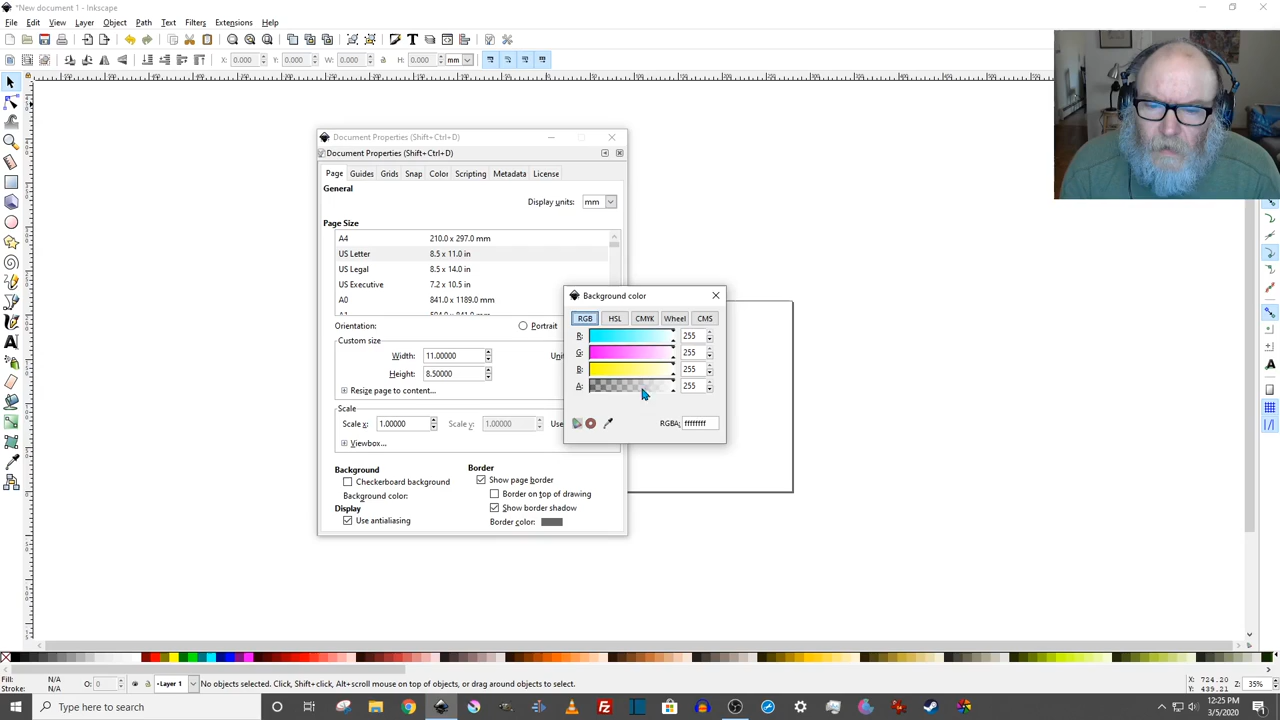 *New document 1 - Inkscape
File Edit View Layer Object Path Text Filters Extensions Help
X: 0.000 Y: 0.000 W: 0.000 H: 0.000 mm
Document Properties (Shift+Ctrl+D)
Document Properties (Shift+Ctrl+D)
Page Guides Grids Snap Color Scripting Metadata License
General
Display units: mm
Page Size
A4 210.0 x 297.0 mm
US Letter 8.5 x 11.0 in
US Legal 8.5 x 14.0 in
US Executive 7.2 x 10.5 in
A0 841.0 x 1189.0 mm
Orientation: Portrait
Custom size
Width: 11.00000
Height: 8.50000
Resize page to content...
Scale
Scale x: 1.00000 Scale y: 1.00000
Viewbox...
Background
Checkerboard background
Background color:
Display
Use antialiasing
Border
Show page border
Border on top of drawing
Show border shadow
Border color:
Background color
RGB HSL CMYK Wheel CMS
R: 255
G: 255
B: 255
A: 255
RGBA: ffffffff
Fill: N/A
Stroke: N/A
O: 0
Layer 1
No objects selected. Click, Shift+click, Alt+scroll mouse on top of objects, or drag around objects to select.
X: 724.20
Y: 439.21
Z: 35%
Type here to search
12:25 PM
3/5/2020